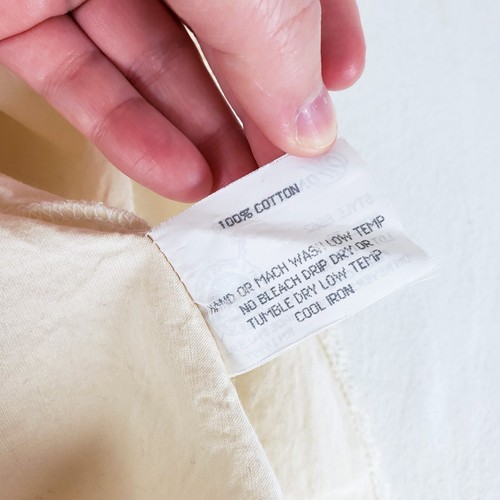 100% COTTON
HAND OR MACH WASH LOW TEMP
NO BLEACH DRIP DRY OR
TUMBLE DRY LOW TEMP
COOL IRON